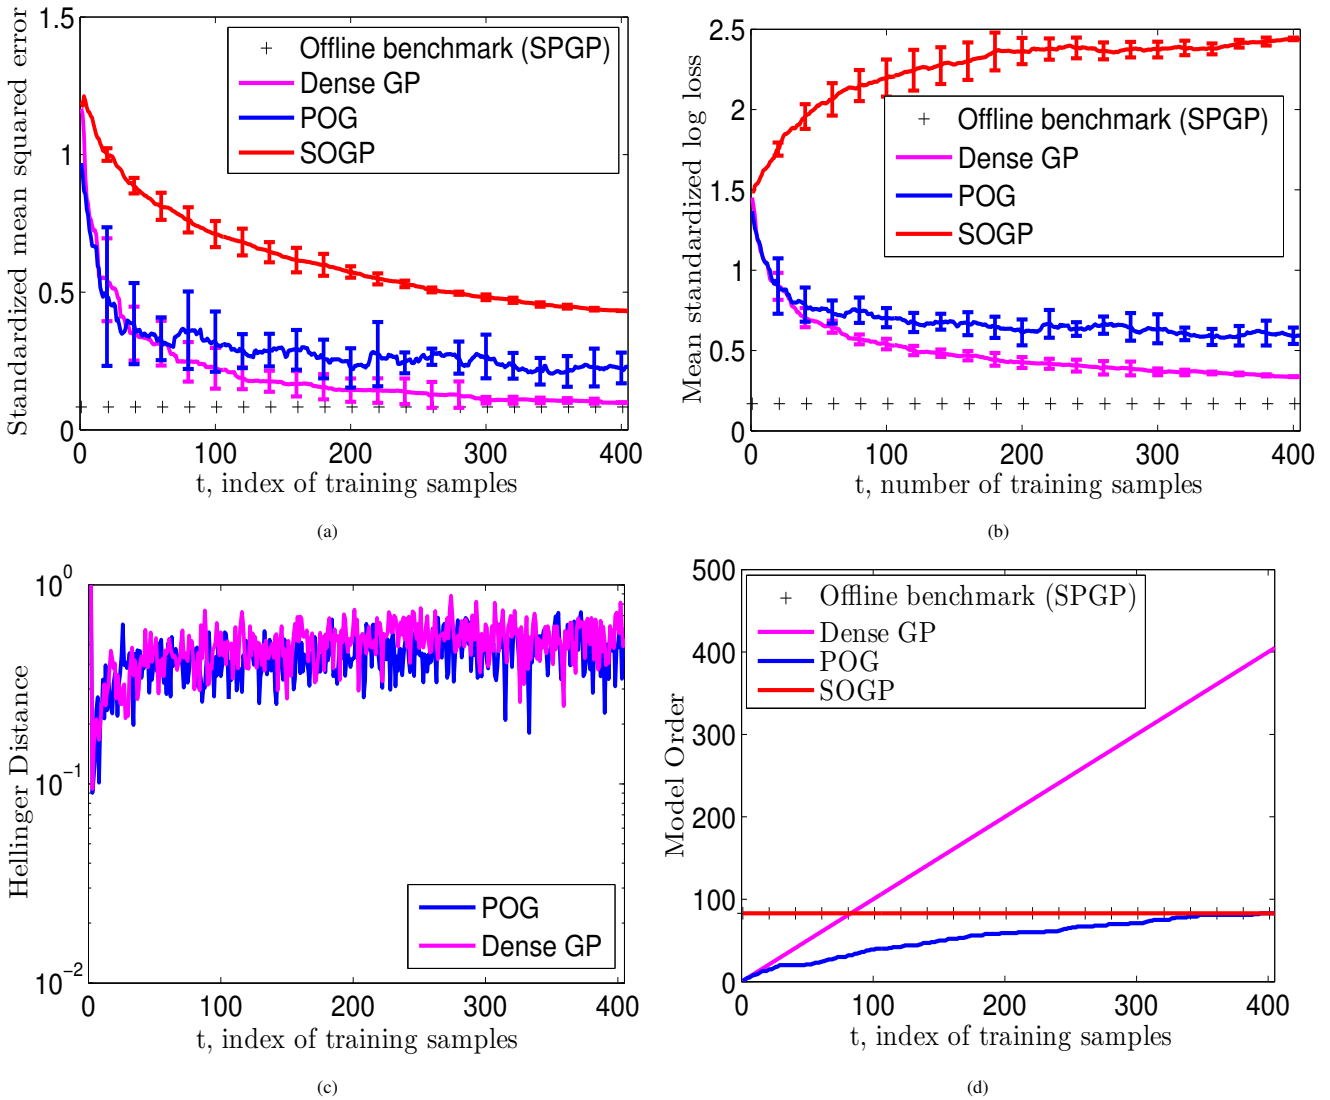 1.5
1
0.5
0
Standardized mean squared error
Offline benchmark (SPGP)
Dense GP
POG
SOGP
0 100 200 300 400
t, index of training samples
(a)
2.5
2
1.5
1
0.5
0
Mean standardized log loss
Offline benchmark (SPGP)
Dense GP
POG
SOGP
0 100 200 300 400
t, number of training samples
(b)
10^0
10^-1
10^-2
Hellinger Distance
POG
Dense GP
0 100 200 300 400
t, index of training samples
(c)
500
400
300
200
100
80
0
Model Order
Offline benchmark (SPGP)
Dense GP
POG
SOGP
0 100 200 300 400
t, index of training samples
(d)